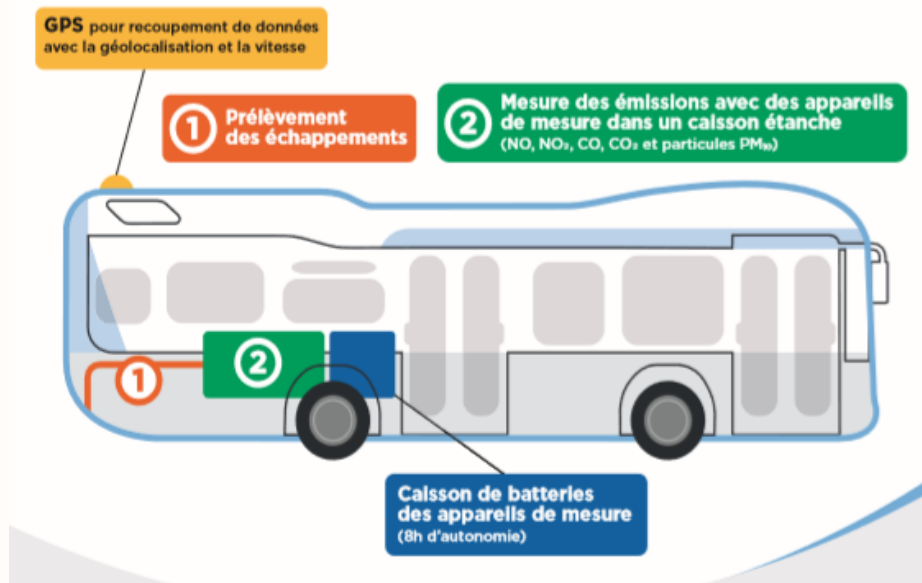 GPS pour recoupement de données
avec la géolocalisation et la vitesse
1 Prélèvement
des échappements
2 Mesure des émissions avec des appareils
de mesure dans un caisson étanche
(NO, NO₂, CO, CO₂ et particules PM₁₀)
1
2
Caisson de batteries
des appareils de mesure
(8h d'autonomie)